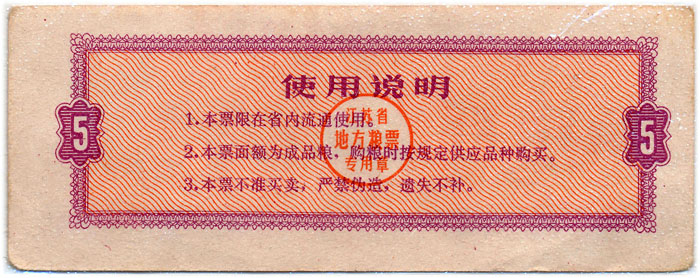 使用说明
1.本票限在省内流通使用。
2.本票面额为成品粮，购粮时按规定供应品种购买。
3.本票不准买卖，严禁伪造，遗失不补。
5
5
江苏省
地方粮票
专用章